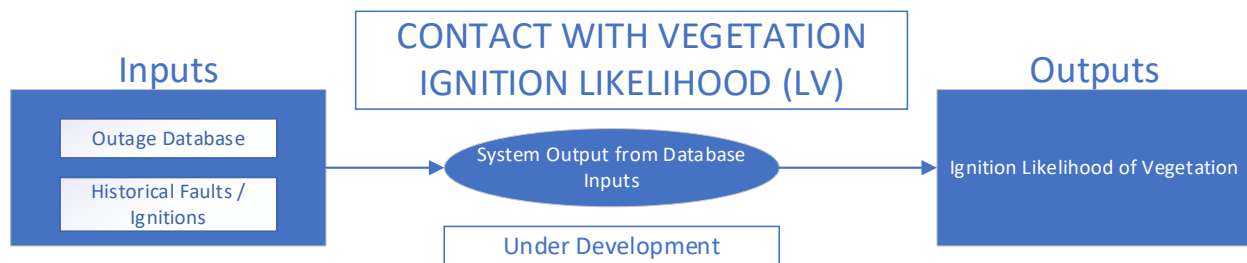 CONTACT WITH VEGETATION
IGNITION LIKELIHOOD (LV)
Inputs
Outage Database
Historical Faults /
Ignitions
System Output from Database
Inputs
Under Development
Outputs
Ignition Likelihood of Vegetation